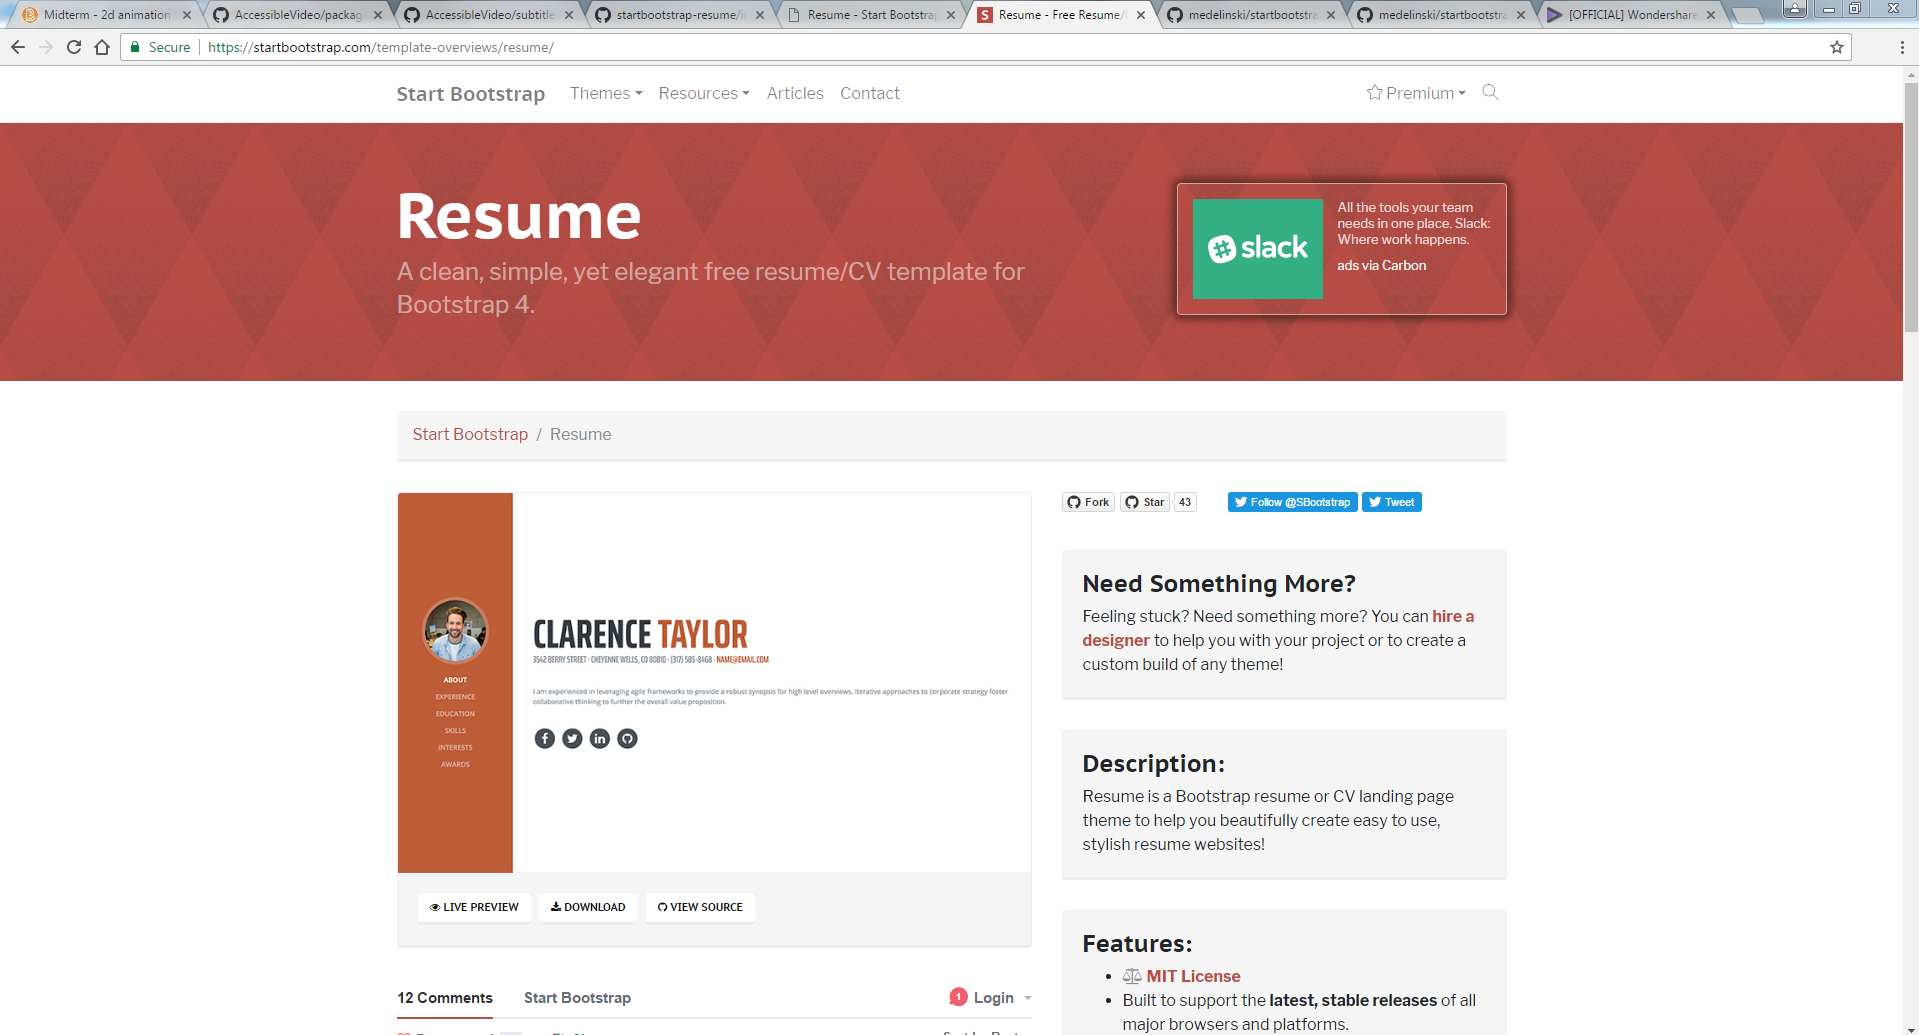 Midterm - 2d animation
AccessibleVideo/packag
AccessibleVideo/subtitle
startbootstrap-resume/i
Resume - Start Bootstrap
Resume - Free Resume/
medelinski/startbootstra
medelinski/startbootstra
[OFFICIAL] Wondershare
Secure
https://startbootstrap.com/template-overviews/resume/
Start Bootstrap
Themes
Resources
Articles
Contact
Premium
Resume
A clean, simple, yet elegant free resume/CV template for
Bootstrap 4.
slack
All the tools your team
needs in one place. Slack:
Where work happens.
ads via Carbon
Start Bootstrap / Resume
CLARENCE TAYLOR
3542 BERRY STREET · CHEYENNE WELLS, CO 80810 · (317) 585-8468 · NAME@EMAIL.COM
I am experienced in leveraging agile frameworks to provide a robust synopsis for high level overviews. Iterative approaches to corporate strategy foster
collaborative thinking to further the overall value proposition.
ABOUT
EXPERIENCE
EDUCATION
SKILLS
INTERESTS
AWARDS
LIVE PREVIEW
DOWNLOAD
VIEW SOURCE
12 Comments
Start Bootstrap
1
Login
Fork
Star
43
Follow @SBootstrap
Tweet
Need Something More?
Feeling stuck? Need something more? You can hire a
designer to help you with your project or to create a
custom build of any theme!
Description:
Resume is a Bootstrap resume or CV landing page
theme to help you beautifully create easy to use,
stylish resume websites!
Features:
• MIT License
• Built to support the latest, stable releases of all
major browsers and platforms.